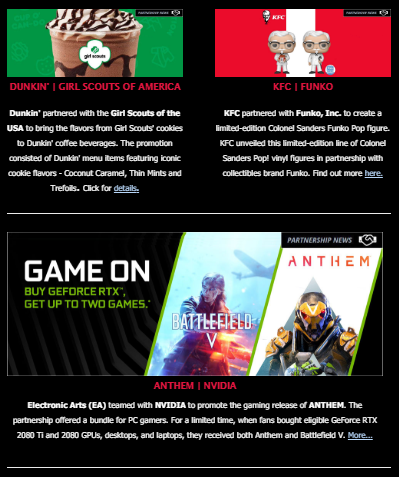 PARTNERSHIP NEWS
girl scouts
DUNKIN' | GIRL SCOUTS OF AMERICA
Dunkin' partnered with the Girl Scouts of the
USA to bring the flavors from Girl Scouts' cookies
to Dunkin' coffee beverages. The promotion
consisted of Dunkin' menu items featuring iconic
cookie flavors - Coconut Caramel, Thin Mints and
Trefoils. Click for details.
PARTNERSHIP NEWS
KFC
KFC | FUNKO
KFC partnered with Funko, Inc. to create a
limited-edition Colonel Sanders Funko Pop figure.
KFC unveiled this limited-edition line of Colonel
Sanders Pop! vinyl figures in partnership with
collectibles brand Funko. Find out more here.
PARTNERSHIP NEWS
GAME ON
BUY GEFORCE RTX™,
GET UP TO TWO GAMES.*
BATTLEFIELD
V
ANTHEM
ANTHEM | NVIDIA
Electronic Arts (EA) teamed with NVIDIA to promote the gaming release of ANTHEM. The
partnership offered a bundle for PC gamers. For a limited time, when fans bought eligible GeForce RTX
2080 Ti and 2080 GPUs, desktops, and laptops, they received both Anthem and Battlefield V. More...